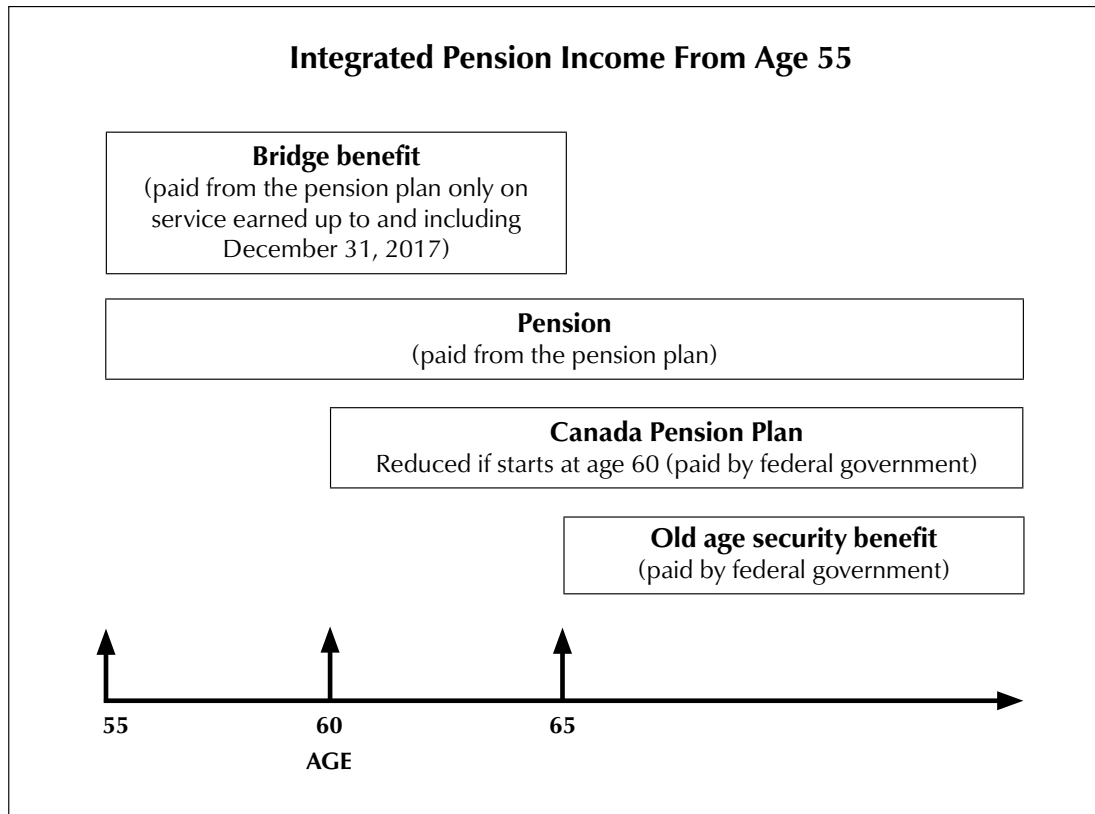 Integrated Pension Income From Age 55
Bridge benefit
(paid from the pension plan only on
service earned up to and including
December 31, 2017)
Pension
(paid from the pension plan)
Canada Pension Plan
Reduced if starts at age 60 (paid by federal government)
Old age security benefit
(paid by federal government)
55 60 65
AGE